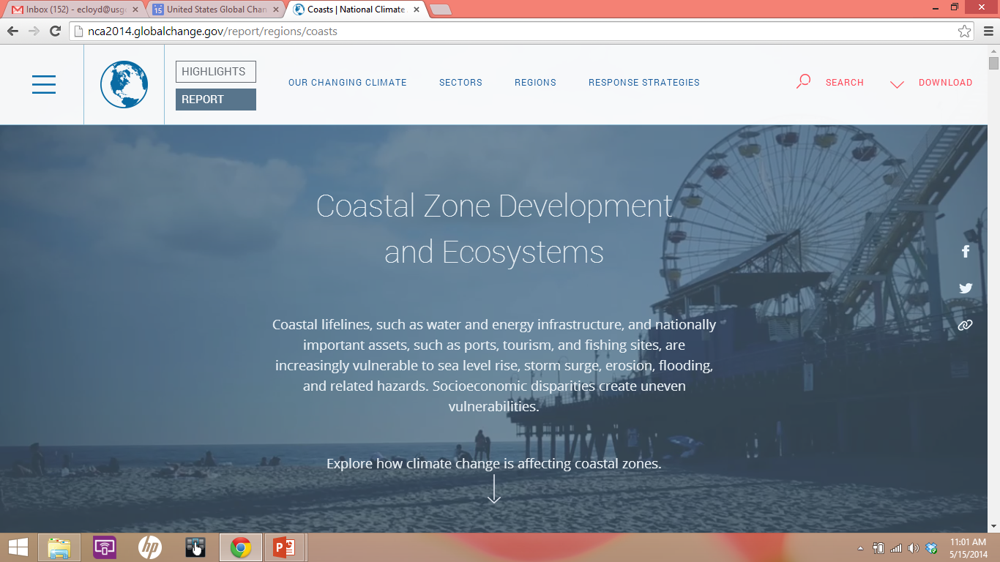 Inbox (152) - ecloyd@usg
15 United States Global Chan
Coasts | National Climate
nca2014.globalchange.gov/report/regions/coasts
HIGHLIGHTS
REPORT
OUR CHANGING CLIMATE
SECTORS
REGIONS
RESPONSE STRATEGIES
SEARCH
DOWNLOAD
Coastal Zone Development
and Ecosystems
Coastal lifelines, such as water and energy infrastructure, and nationally
important assets, such as ports, tourism, and fishing sites, are
increasingly vulnerable to sea level rise, storm surge, erosion, flooding,
and related hazards. Socioeconomic disparities create uneven
vulnerabilities.
Explore how climate change is affecting coastal zones.
hp
P
11:01 AM
5/15/2014